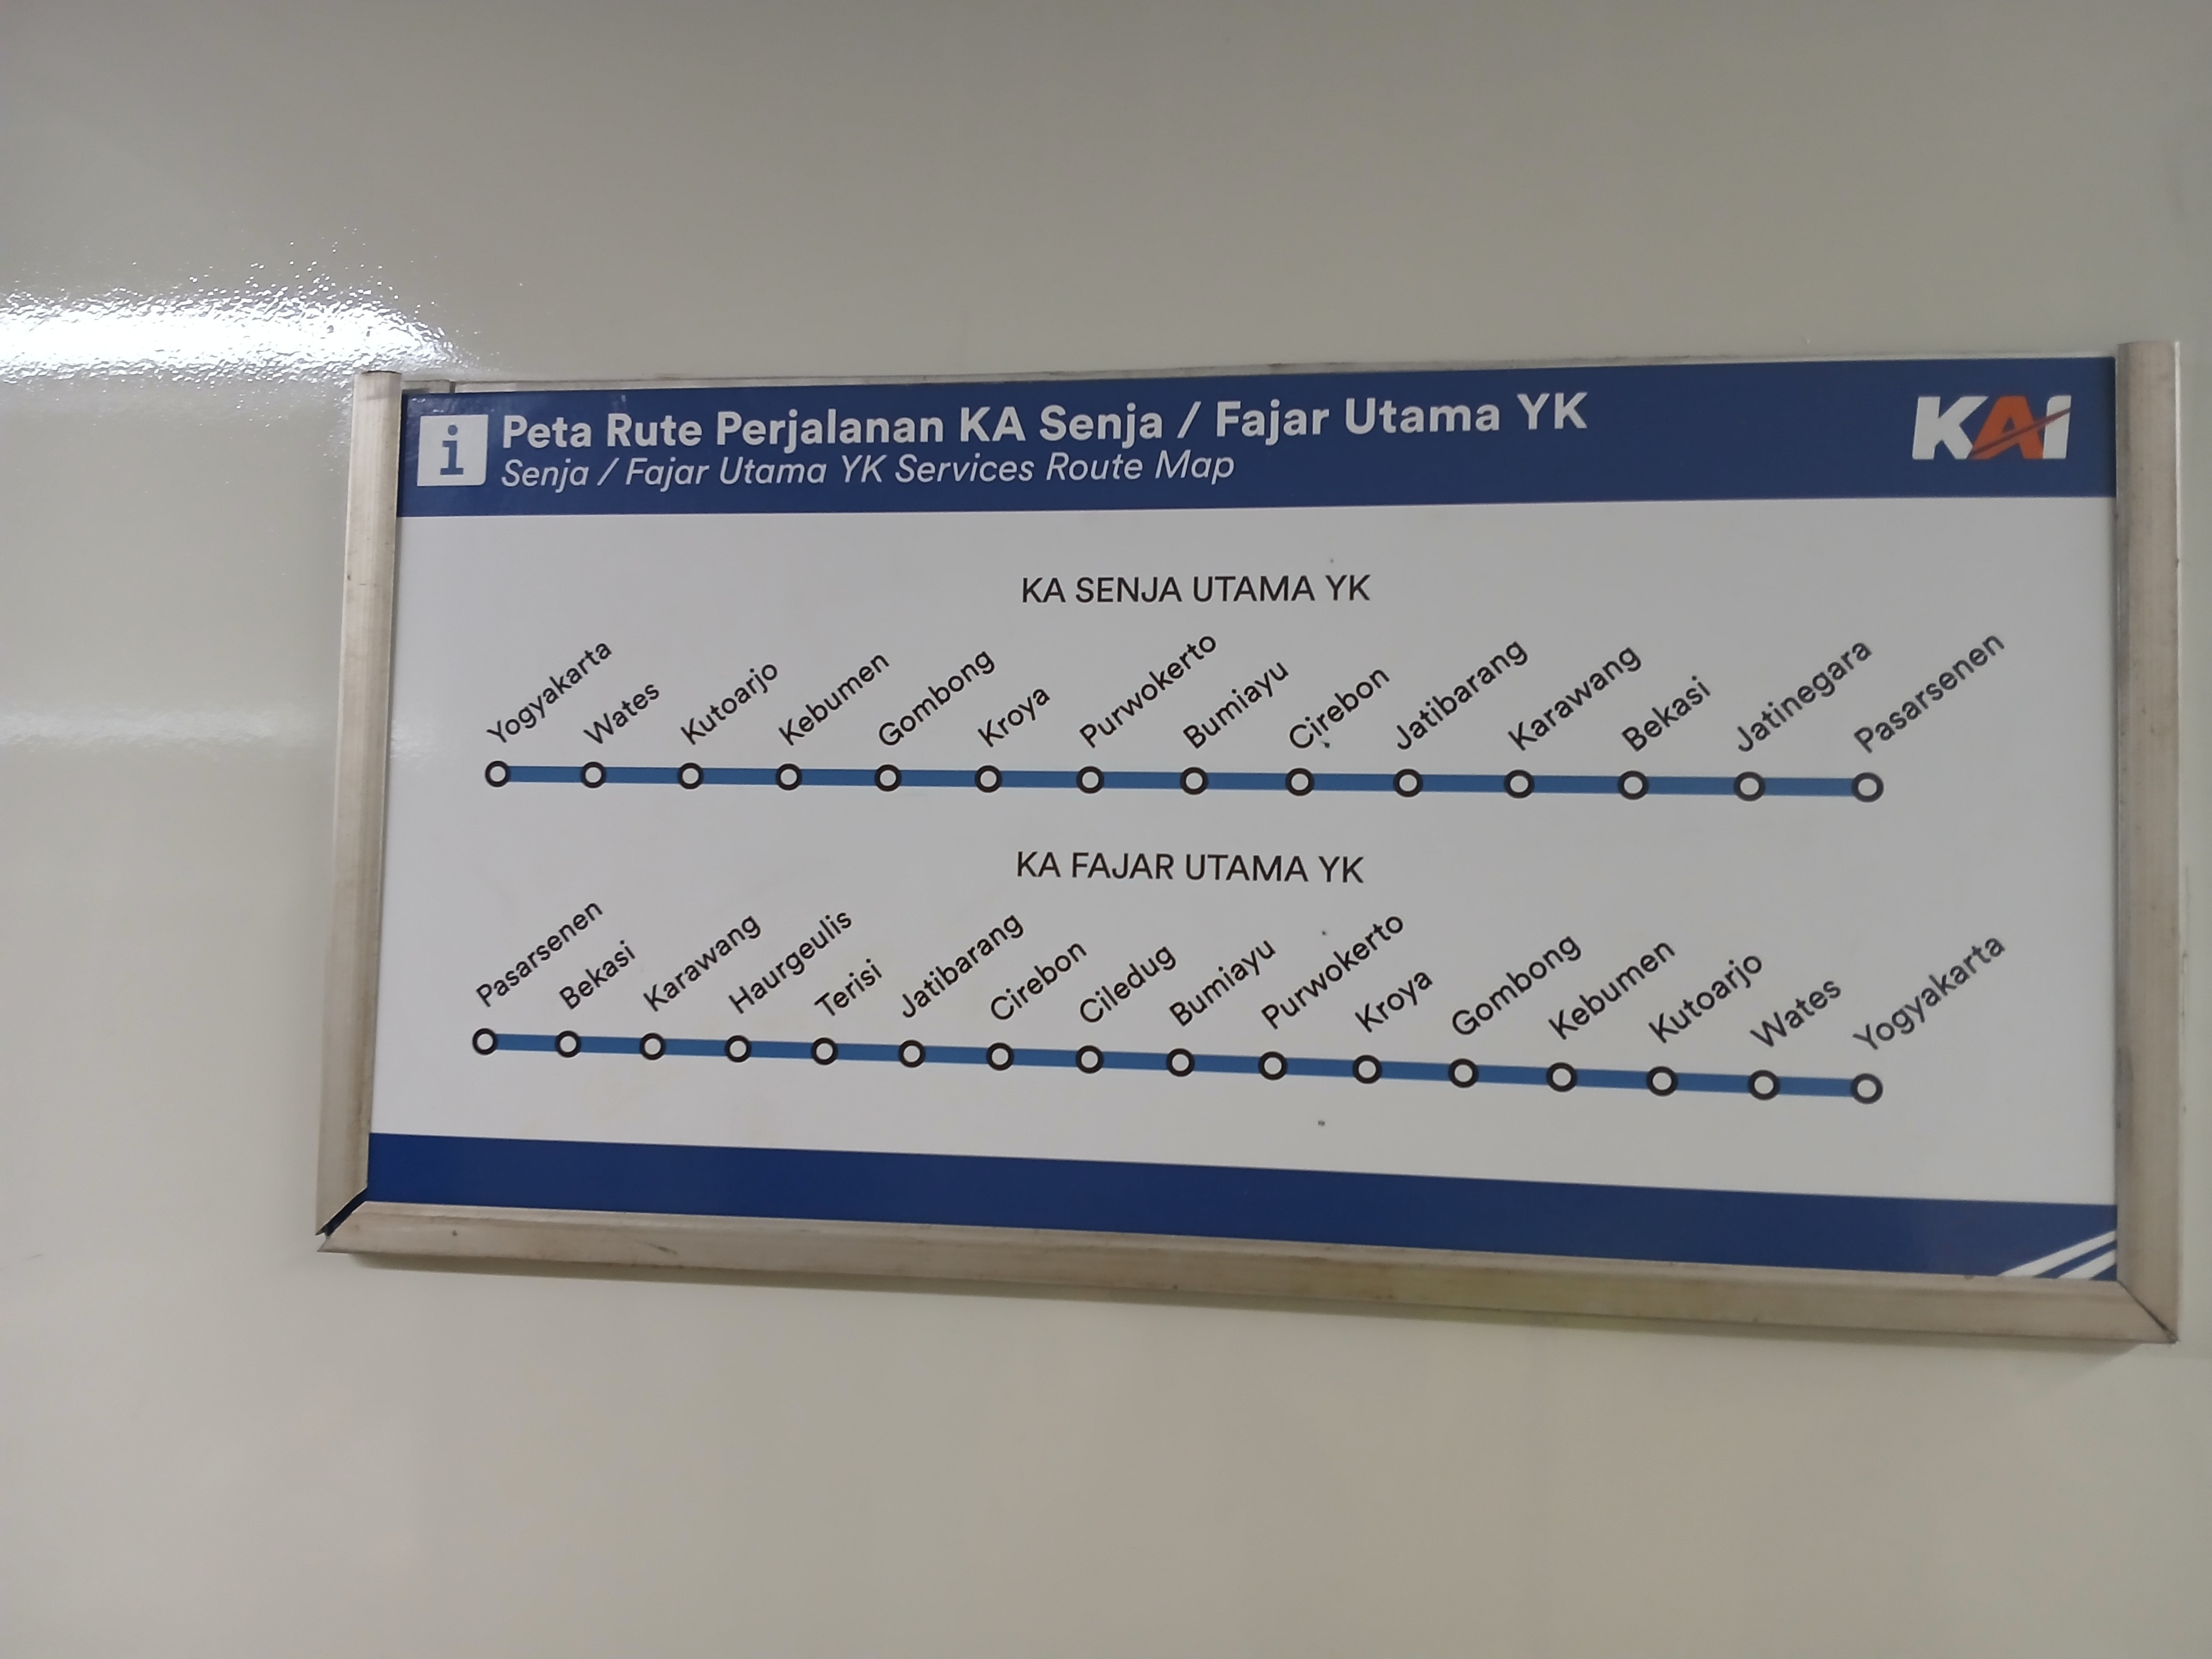 i
Peta Rute Perjalanan KA Senja / Fajar Utama YK
Senja / Fajar Utama YK Services Route Map
KAI
KA SENJA UTAMA YK
Yogyakarta
Wates
Kutoarjo
Kebumen
Gombong
Kroya
Purwokerto
Bumiayu
Cirebon
Jatibarang
Karawang
Bekasi
Jatinegara
Pasarsenen
KA FAJAR UTAMA YK
Pasarsenen
Bekasi
Karawang
Haurgeulis
Terisi
Jatibarang
Cirebon
Ciledug
Bumiayu
Purwokerto
Kroya
Gombong
Kebumen
Kutoarjo
Wates
Yogyakarta